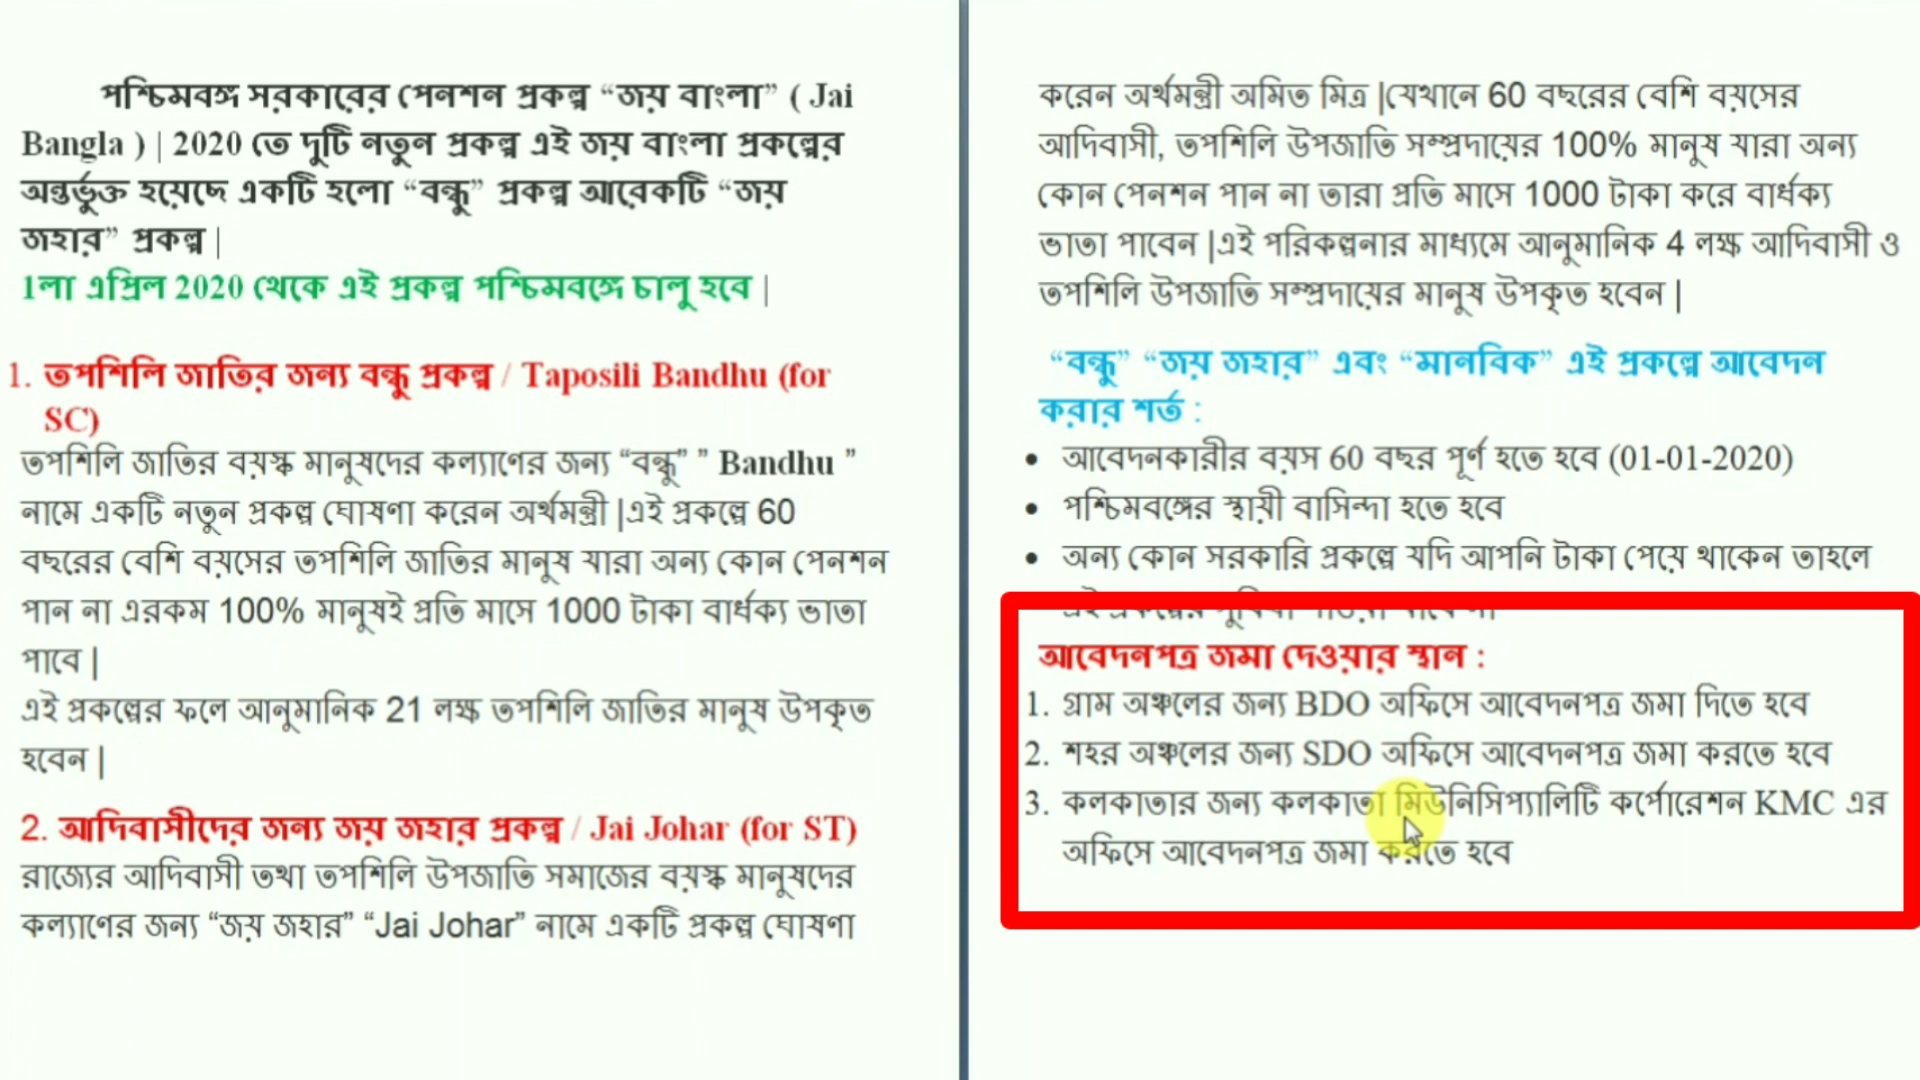 পশ্চিমবঙ্গ সরকারের পেনশন প্রকল্প “জয় বাংলা” ( Jai
Bangla ) | 2020 তে দুটি নতুন প্রকল্প এই জয় বাংলা প্রকল্পের
অন্তর্ভুক্ত হয়েছে একটি হলো “বন্ধু” প্রকল্প আরেকটি “জয়
জহার” প্রকল্প |
1লা এপ্রিল 2020 থেকে এই প্রকল্প পশ্চিমবঙ্গে চালু হবে |
1. তপশিলি জাতির জন্য বন্ধু প্রকল্প / Taposili Bandhu (for
SC)
তপশিলি জাতির বয়স্ক মানুষদের কল্যাণের জন্য “বন্ধু” ” Bandhu ”
নামে একটি নতুন প্রকল্প ঘোষণা করেন অর্থমন্ত্রী |এই প্রকল্পে 60
বছরের বেশি বয়সের তপশিলি জাতির মানুষ যারা অন্য কোন পেনশন
পান না এরকম 100% মানুষই প্রতি মাসে 1000 টাকা বার্ধক্য ভাতা
পাবে |
এই প্রকল্পের ফলে আনুমানিক 21 লক্ষ তপশিলি জাতির মানুষ উপকৃত
হবেন |
2. আদিবাসীদের জন্য জয় জহার প্রকল্প / Jai Johar (for ST)
রাজ্যের আদিবাসী তথা তপশিলি উপজাতি সমাজের বয়স্ক মানুষদের
কল্যাণের জন্য “জয় জহার” “Jai Johar” নামে একটি প্রকল্প ঘোষণা
করেন অর্থমন্ত্রী অমিত মিত্র |যেখানে 60 বছরের বেশি বয়সের
আদিবাসী, তপশিলি উপজাতি সম্প্রদায়ের 100% মানুষ যারা অন্য
কোন পেনশন পান না তারা প্রতি মাসে 1000 টাকা করে বার্ধক্য
ভাতা পাবেন |এই পরিকল্পনার মাধ্যমে আনুমানিক 4 লক্ষ আদিবাসী ও
তপশিলি উপজাতি সম্প্রদায়ের মানুষ উপকৃত হবেন |
“বন্ধু” “জয় জহার” এবং “মানবিক” এই প্রকল্পে আবেদন
করার শর্ত :
• আবেদনকারীর বয়স 60 বছর পূর্ণ হতে হবে (01-01-2020)
• পশ্চিমবঙ্গের স্থায়ী বাসিন্দা হতে হবে
• অন্য কোন সরকারি প্রকল্পে যদি আপনি টাকা পেয়ে থাকেন তাহলে
আবেদনপত্র জমা দেওয়ার স্থান :
1. গ্রাম অঞ্চলের জন্য BDO অফিসে আবেদনপত্র জমা দিতে হবে
2. শহর অঞ্চলের জন্য SDO অফিসে আবেদনপত্র জমা করতে হবে
3. কলকাতার জন্য কলকাতা মিউনিসিপ্যালিটি কর্পোরেশন KMC এর
অফিসে আবেদনপত্র জমা করতে হবে